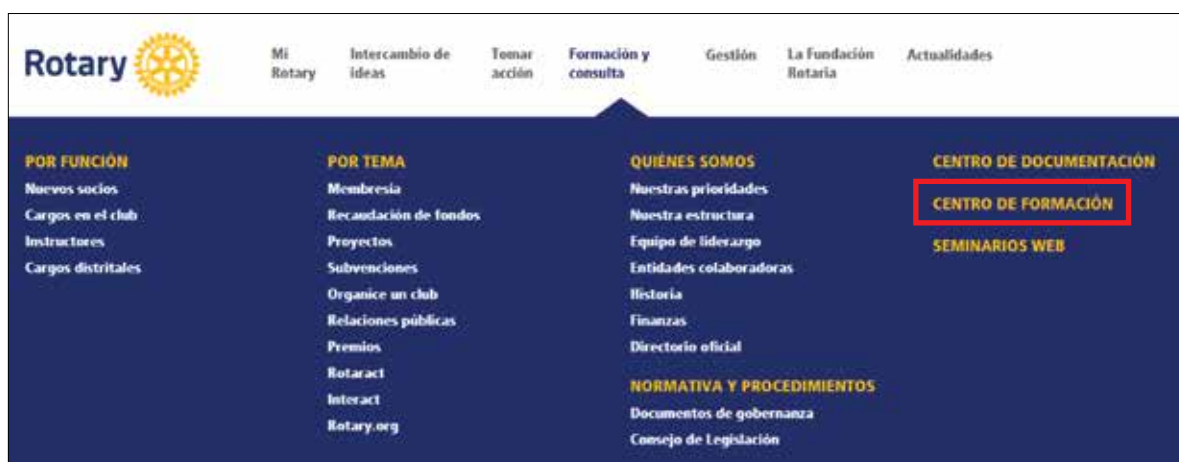 Rotary
Mi
Rotary
Intercambio de
ideas
Tomar
acción
Formación y
consulta
Gestión
La Fundación
Rotaria
Actualidades
POR FUNCIÓN
Nuevos socios
Cargos en el club
Instructores
Cargos distritales
POR TEMA
Membresía
Recaudación de fondos
Proyectos
Subvenciones
Organice un club
Relaciones públicas
Premios
Rotaract
Interact
Rotary.org
QUIÉNES SOMOS
Nuestras prioridades
Nuestra estructura
Equipo de liderazgo
Entidades colaboradoras
Historia
Finanzas
Directorio oficial
NORMATIVA Y PROCEDIMIENTOS
Documentos de gobernanza
Consejo de Legislación
CENTRO DE DOCUMENTACIÓN
CENTRO DE FORMACIÓN
SEMINARIOS WEB